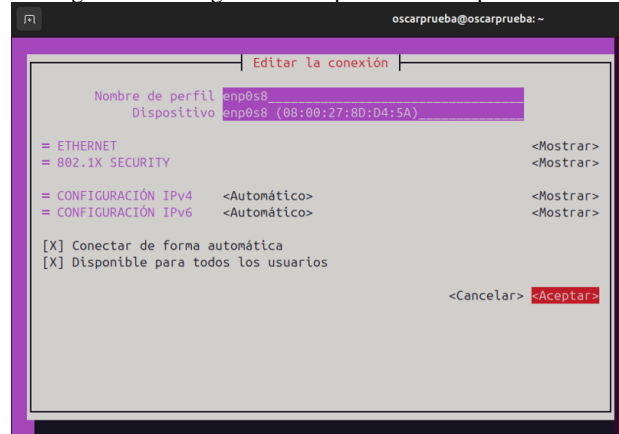 oscarprueba@oscarprueba: ~
Editar la conexión
Nombre de perfil enp0s8
Dispositivo enp0s8 (08:00:27:8D:D4:5A)
= ETHERNET <Mostrar>
= 802.1X SECURITY <Mostrar>
= CONFIGURACIÓN IPv4 <Automático> <Mostrar>
= CONFIGURACIÓN IPv6 <Automático> <Mostrar>
[X] Conectar de forma automática
[X] Disponible para todos los usuarios
<Cancelar> <Aceptar>